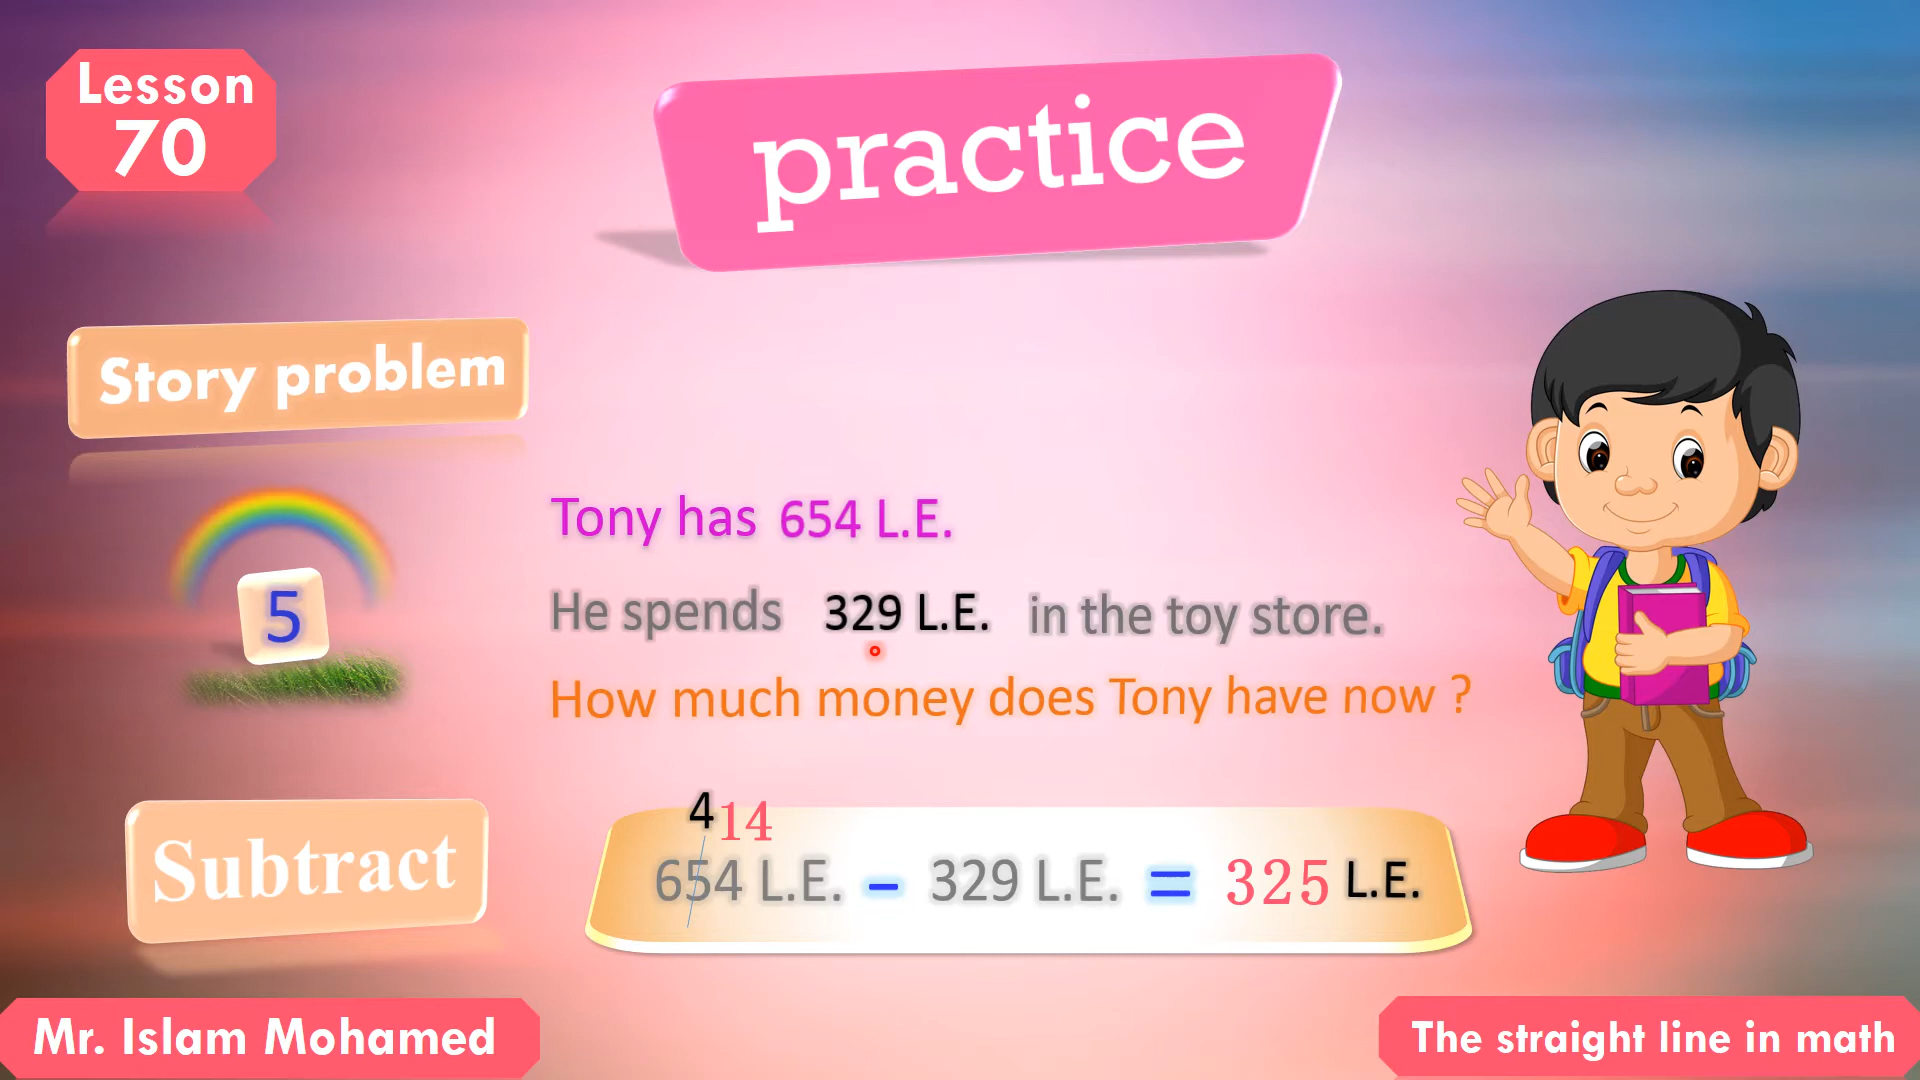 Lesson
70
practice
Story problem
5
Tony has 654 L.E.
He spends 329 L.E. in the toy store.
How much money does Tony have now ?
Subtract
4 14
654 L.E. - 329 L.E. = 325 L.E.
Mr. Islam Mohamed
The straight line in math